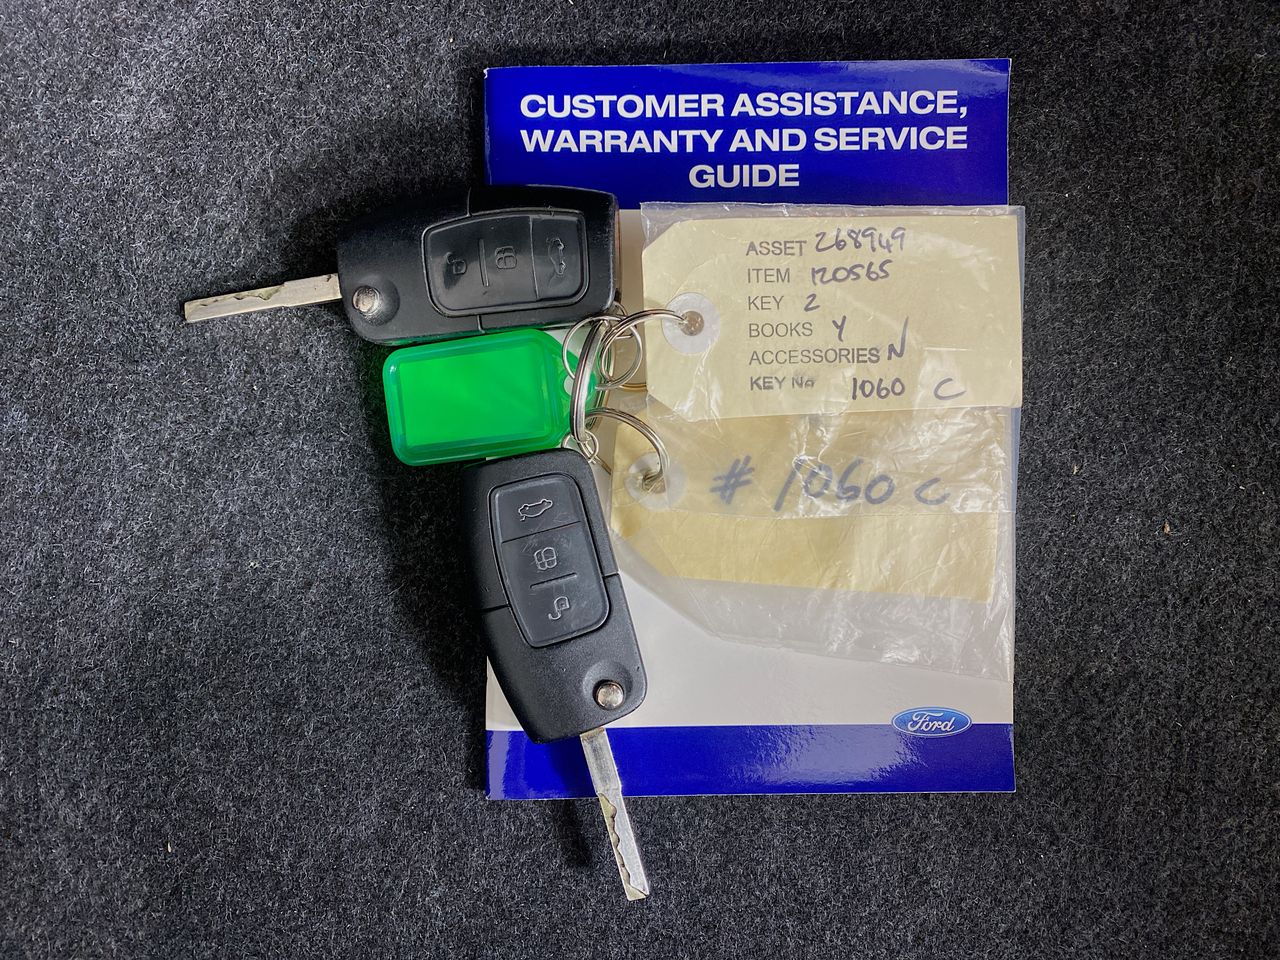 CUSTOMER ASSISTANCE,
WARRANTY AND SERVICE
GUIDE
ASSET 268949
ITEM 120565
KEY 2
BOOKS Y
ACCESSORIES N
KEY No 1060 C
# 1060 C
Ford